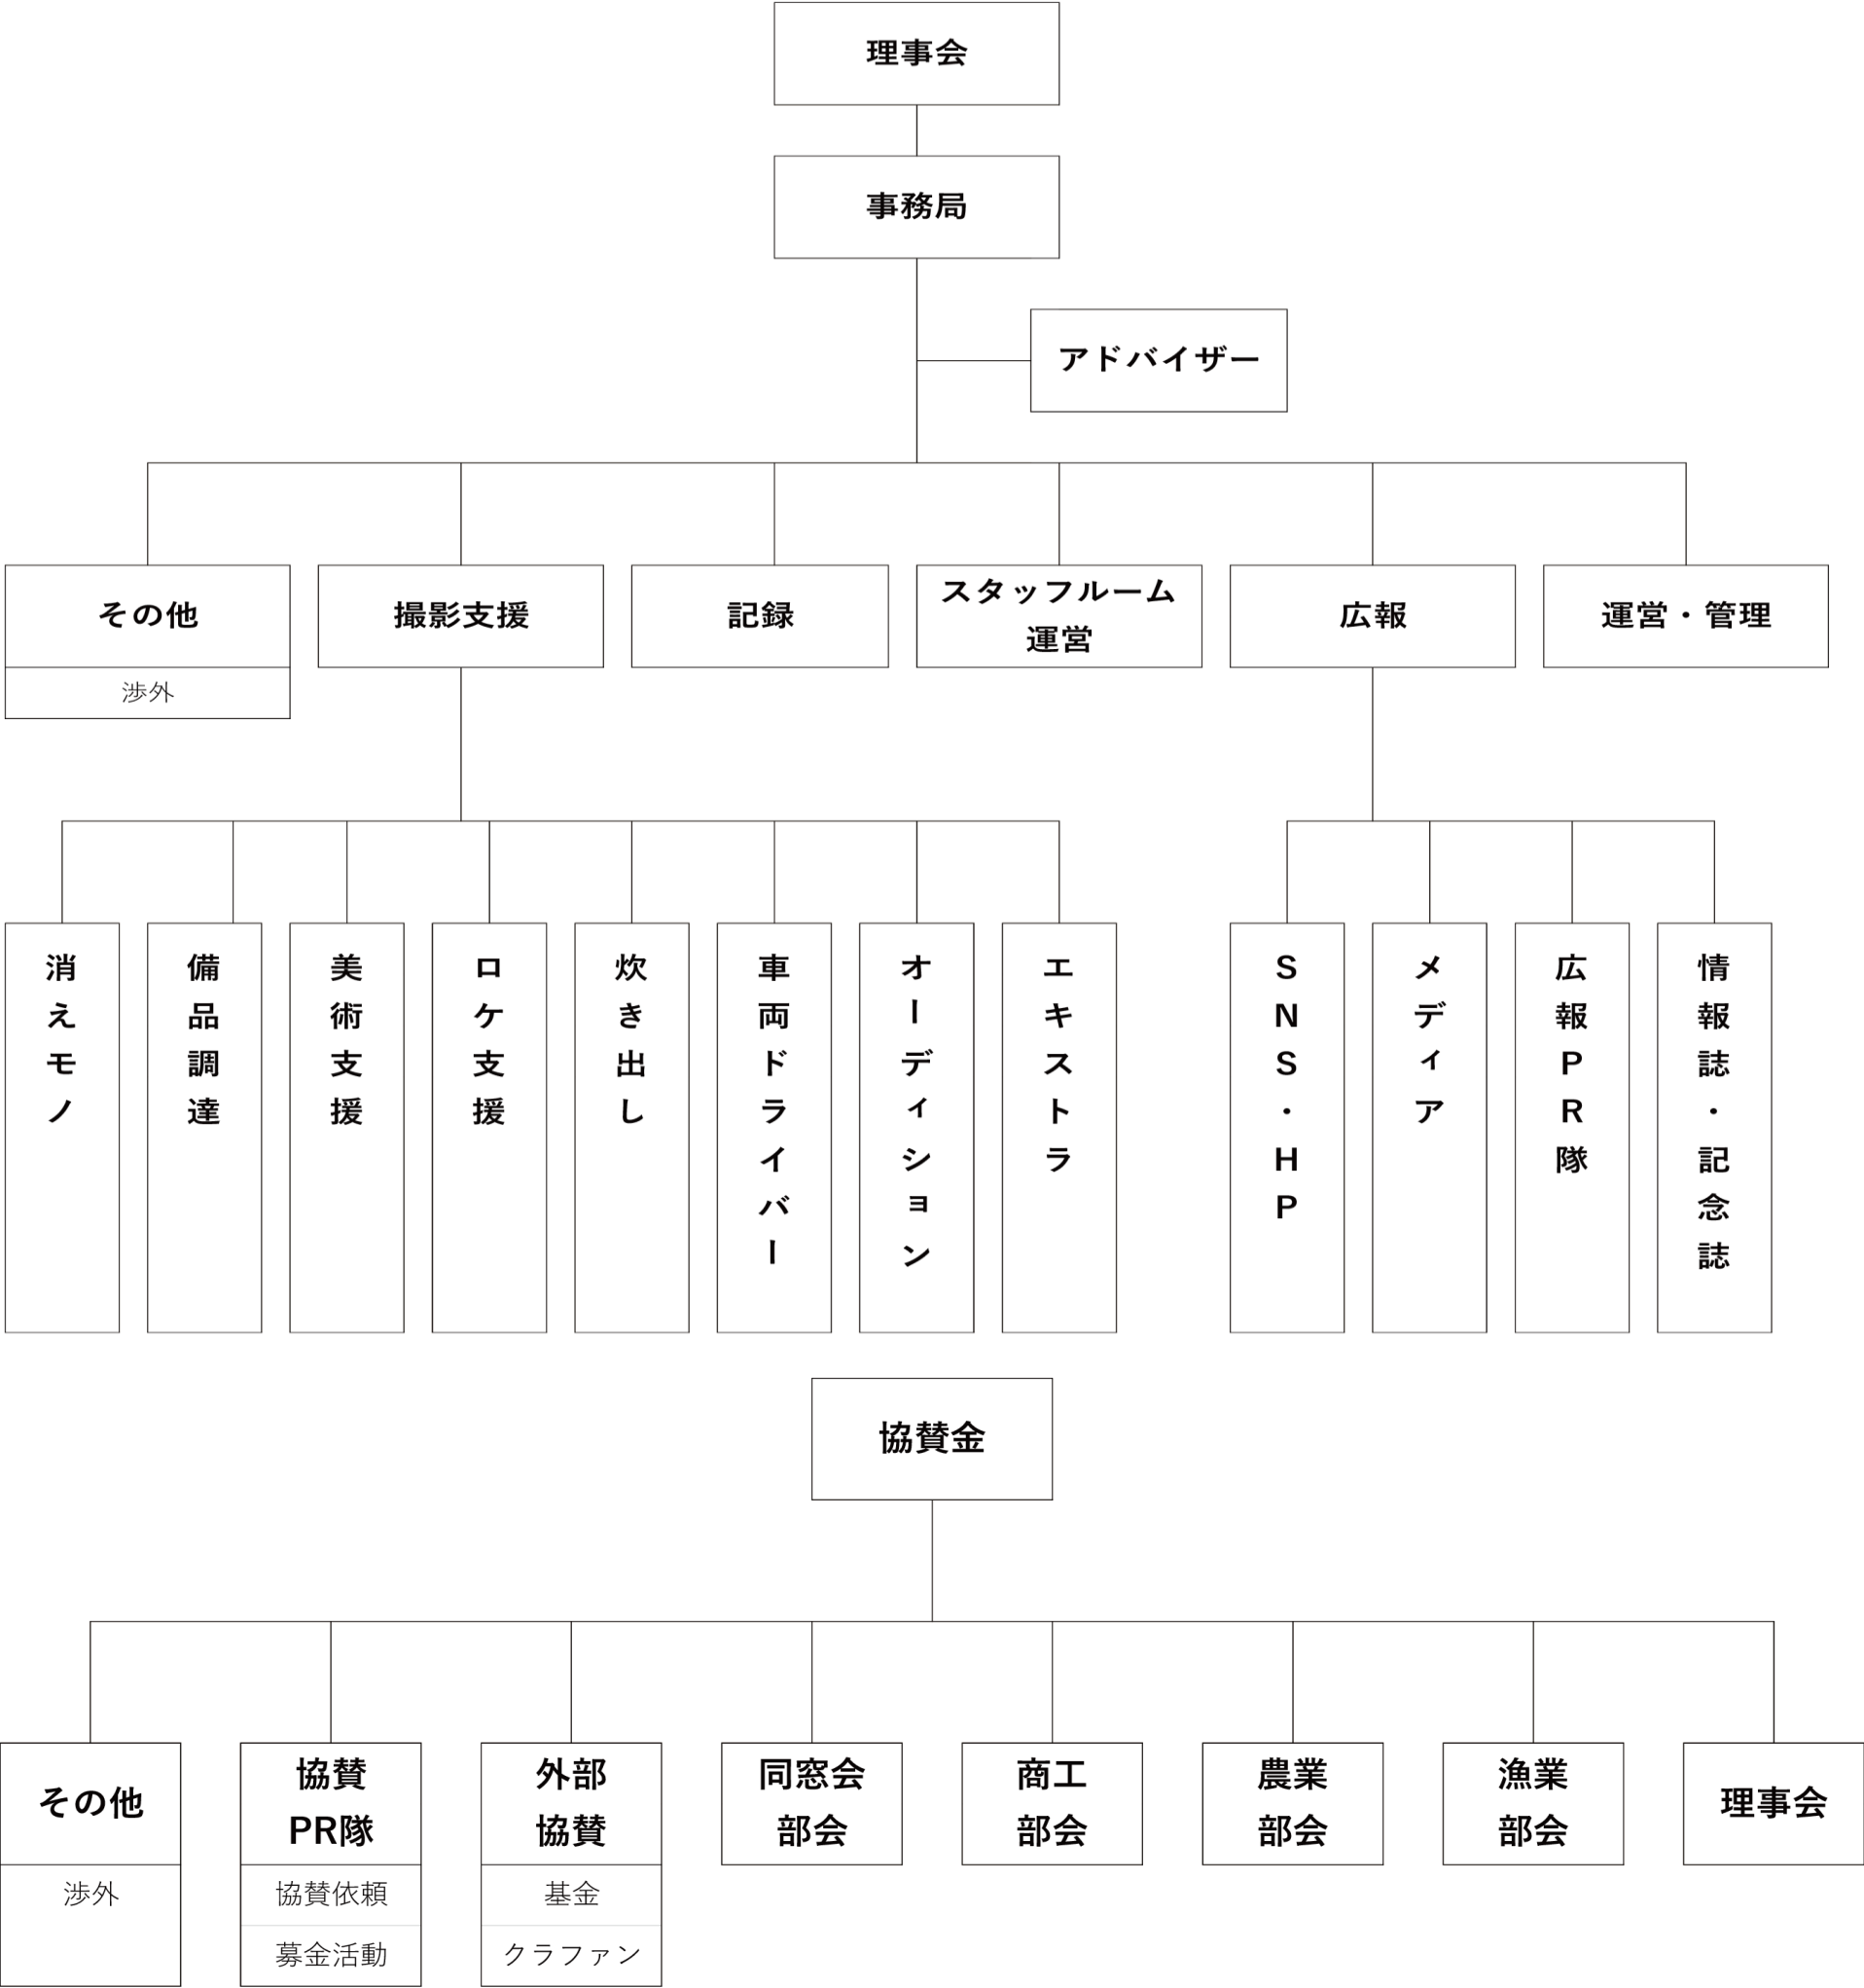 理事会
事務局
アドバイザー
その他
渉外
撮影支援
記録
スタッフルーム
運営
広報
運営・管理
消えモノ
備品調達
美術支援
ロケ支援
炊き出し
車両ドライバー
オーディション
エキストラ
SNS・HP
メディア
広報PR隊
情報誌・記念誌
協賛金
その他
渉外
協賛
PR隊
協賛依頼
募金活動
外部
協賛
基金
クラファン
同窓会
部会
商工
部会
農業
部会
漁業
部会
理事会